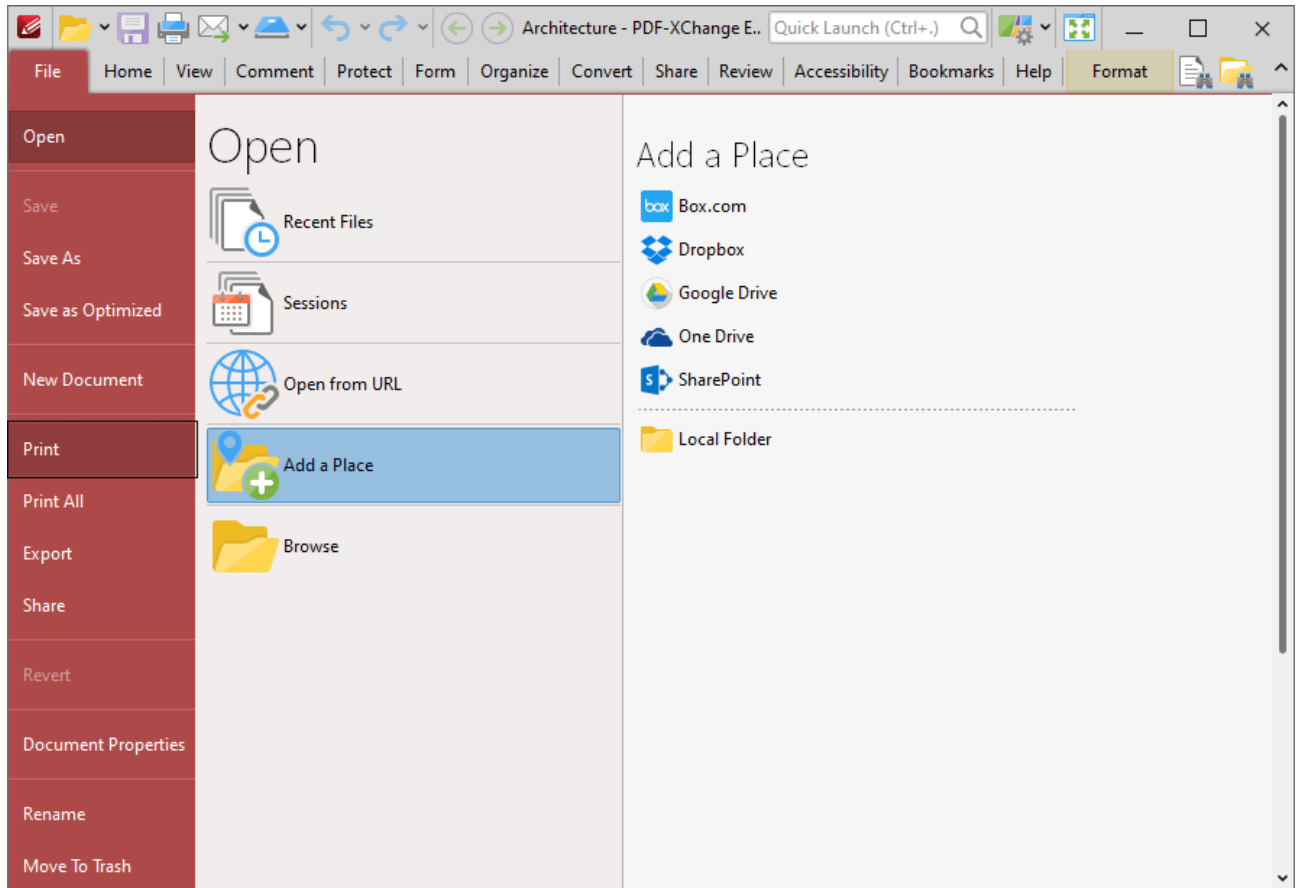 Architecture - PDF-XChange E..
Quick Launch (Ctrl+.)
File Home View Comment Protect Form Organize Convert Share Review Accessibility Bookmarks Help Format
Open
Save
Save As
Save as Optimized
New Document
Print
Print All
Export
Share
Revert
Document Properties
Rename
Move To Trash
Open
Recent Files
Sessions
Open from URL
Add a Place
Browse
Add a Place
box Box.com
Dropbox
Google Drive
One Drive
S SharePoint
Local Folder